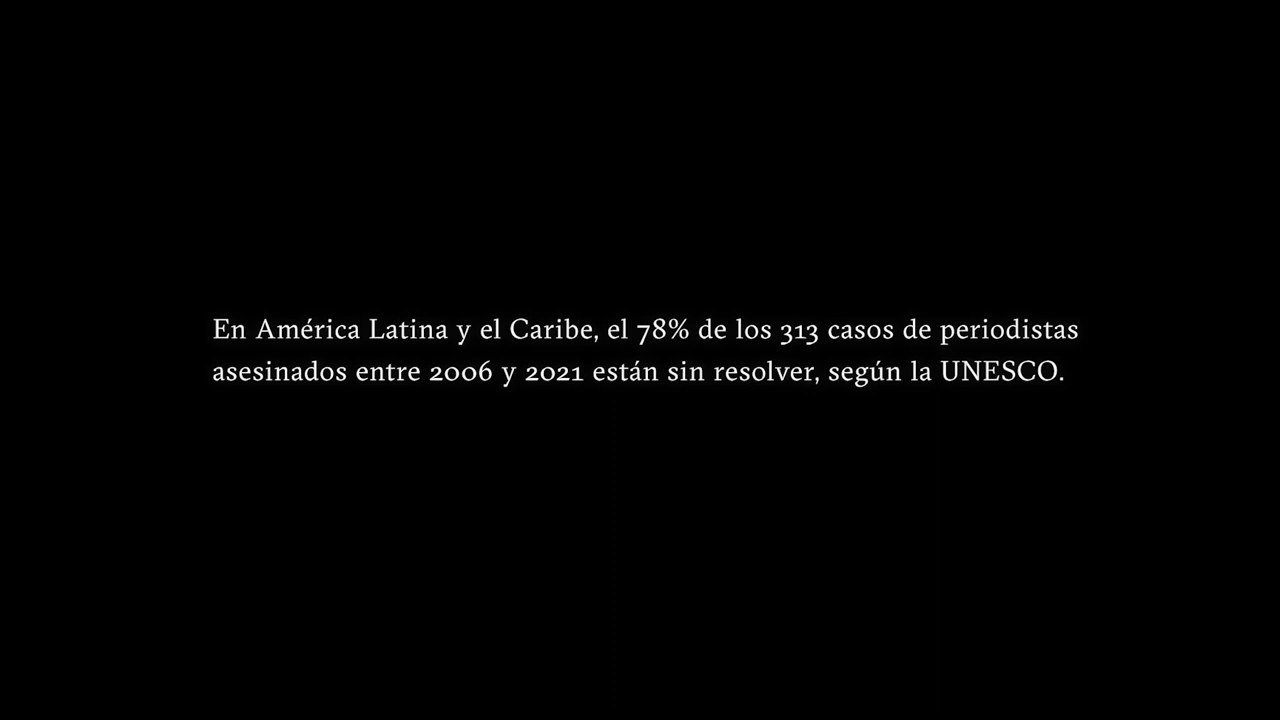 En América Latina y el Caribe, el 78% de los 313 casos de periodistas
asesinados entre 2006 y 2021 están sin resolver, según la UNESCO.